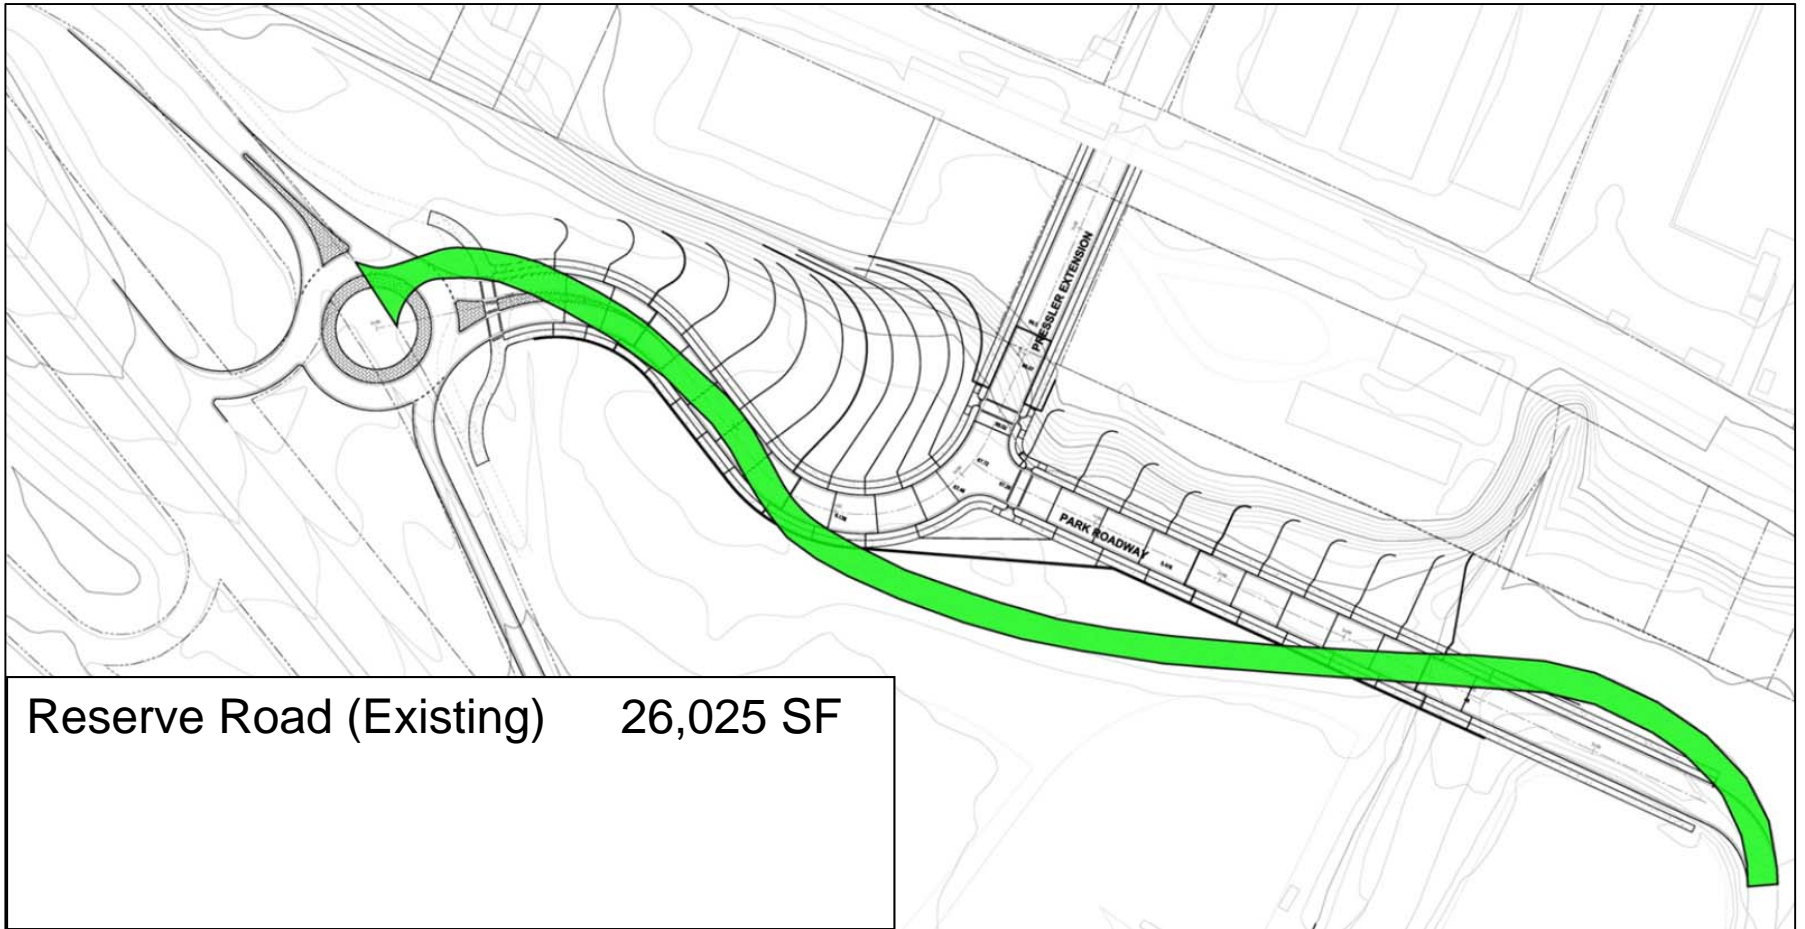 PRESSLER EXTENSION
PARK ROADWAY
Reserve Road (Existing) 26,025 SF